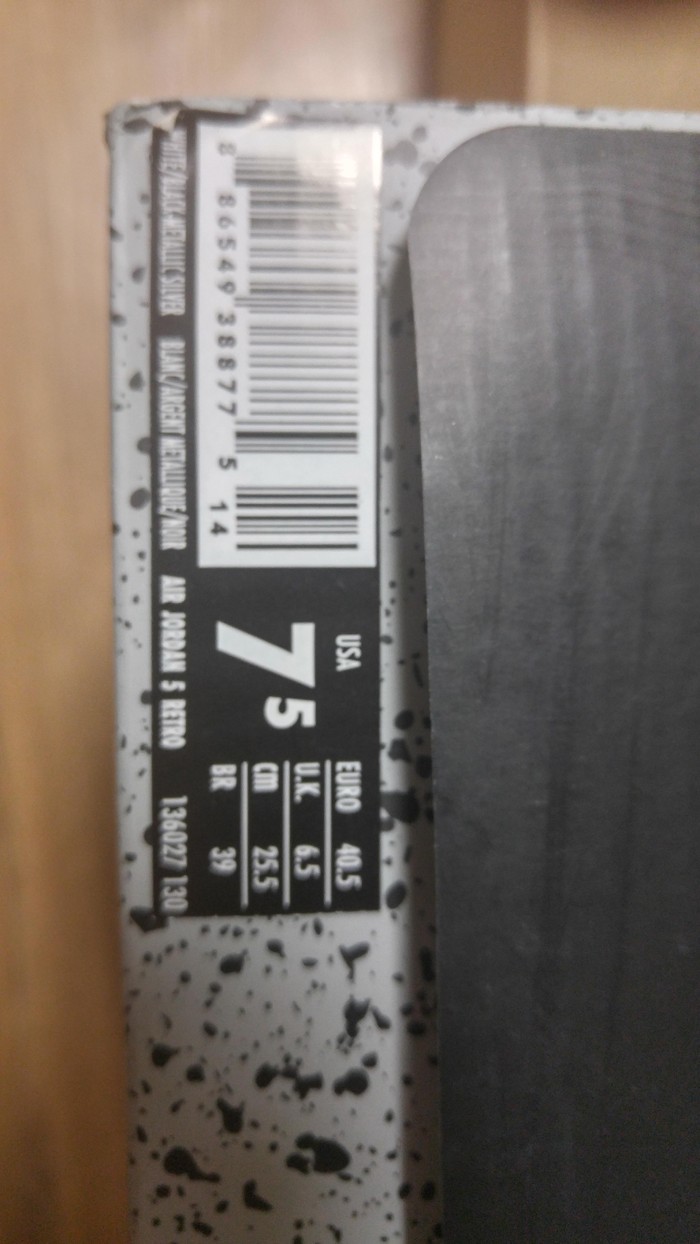 WHITE/BLACK-METALLIC SILVER BLANC/ARGENT METALLIQUE/NOIR AIR JORDAN 5 RETRO 136027 130
8 86549 38877 5 14
USA
7 5
EURO 40.5
U.K. 6.5
cm 25.5
BR 39